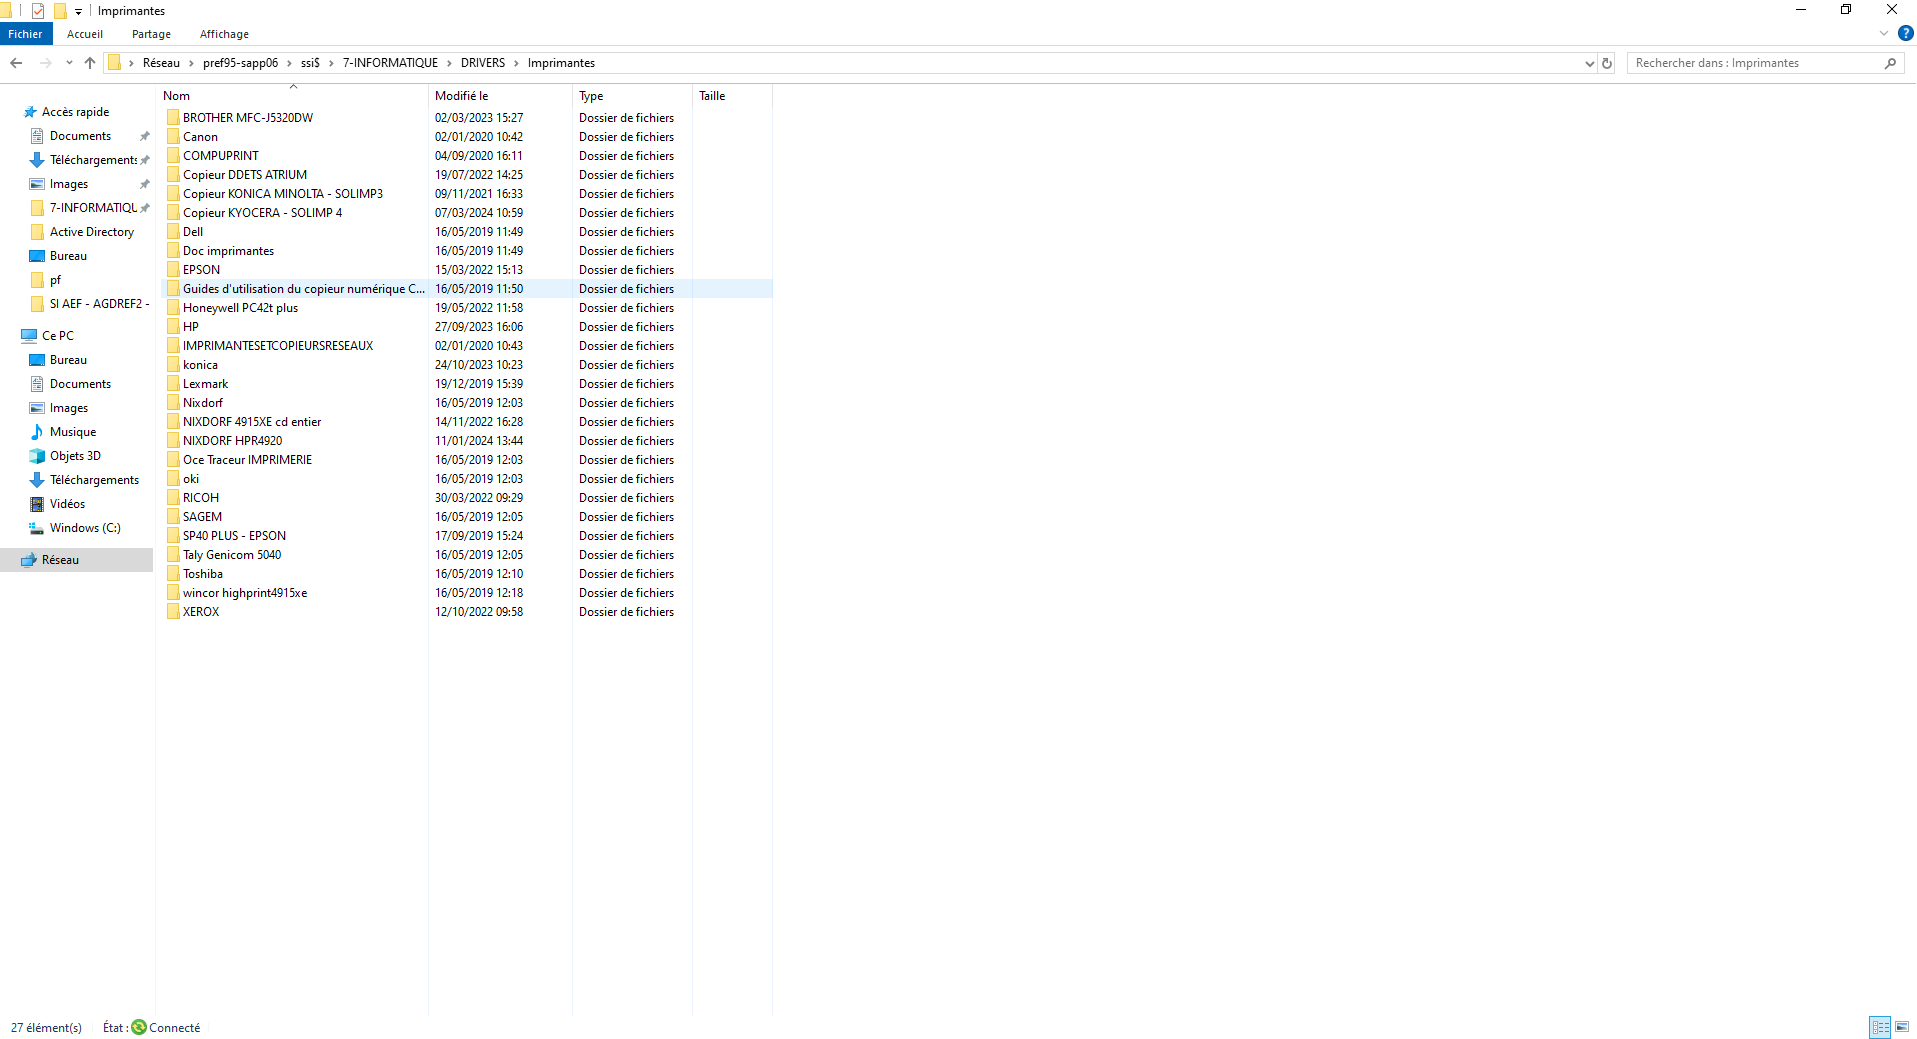 Imprimantes
Fichier Accueil Partage Affichage
Réseau pref95-sapp06 ssi$ 7-INFORMATIQUE DRIVERS Imprimantes
Rechercher dans : Imprimantes
Accès rapide
Documents
Téléchargements
Images
7-INFORMATIQU
Active Directory
Bureau
pf
SI AEF - AGDREF2 -
Ce PC
Bureau
Documents
Images
Musique
Objets 3D
Téléchargements
Vidéos
Windows (C:)
Réseau
Nom Modifié le Type Taille
BROTHER MFC-J5320DW 02/03/2023 15:27 Dossier de fichiers
Canon 02/01/2020 10:42 Dossier de fichiers
COMPUPRINT 04/09/2020 16:11 Dossier de fichiers
Copieur DDETS ATRIUM 19/07/2022 14:25 Dossier de fichiers
Copieur KONICA MINOLTA - SOLIMP3 09/11/2021 16:33 Dossier de fichiers
Copieur KYOCERA - SOLIMP 4 07/03/2024 10:59 Dossier de fichiers
Dell 16/05/2019 11:49 Dossier de fichiers
Doc imprimantes 16/05/2019 11:49 Dossier de fichiers
EPSON 15/03/2022 15:13 Dossier de fichiers
Guides d'utilisation du copieur numérique C... 16/05/2019 11:50 Dossier de fichiers
Honeywell PC42t plus 19/05/2022 11:58 Dossier de fichiers
HP 27/09/2023 16:06 Dossier de fichiers
IMPRIMANTESETCOPIEURSRESEAUX 02/01/2020 10:43 Dossier de fichiers
konica 24/10/2023 10:23 Dossier de fichiers
Lexmark 19/12/2019 15:39 Dossier de fichiers
Nixdorf 16/05/2019 12:03 Dossier de fichiers
NIXDORF 4915XE cd entier 14/11/2022 16:28 Dossier de fichiers
NIXDORF HPR4920 11/01/2024 13:44 Dossier de fichiers
Oce Traceur IMPRIMERIE 16/05/2019 12:03 Dossier de fichiers
oki 16/05/2019 12:03 Dossier de fichiers
RICOH 30/03/2022 09:29 Dossier de fichiers
SAGEM 16/05/2019 12:05 Dossier de fichiers
SP40 PLUS - EPSON 17/09/2019 15:24 Dossier de fichiers
Taly Genicom 5040 16/05/2019 12:05 Dossier de fichiers
Toshiba 16/05/2019 12:10 Dossier de fichiers
wincor highprint4915xe 16/05/2019 12:18 Dossier de fichiers
XEROX 12/10/2022 09:58 Dossier de fichiers
27 élément(s) État : Connecté